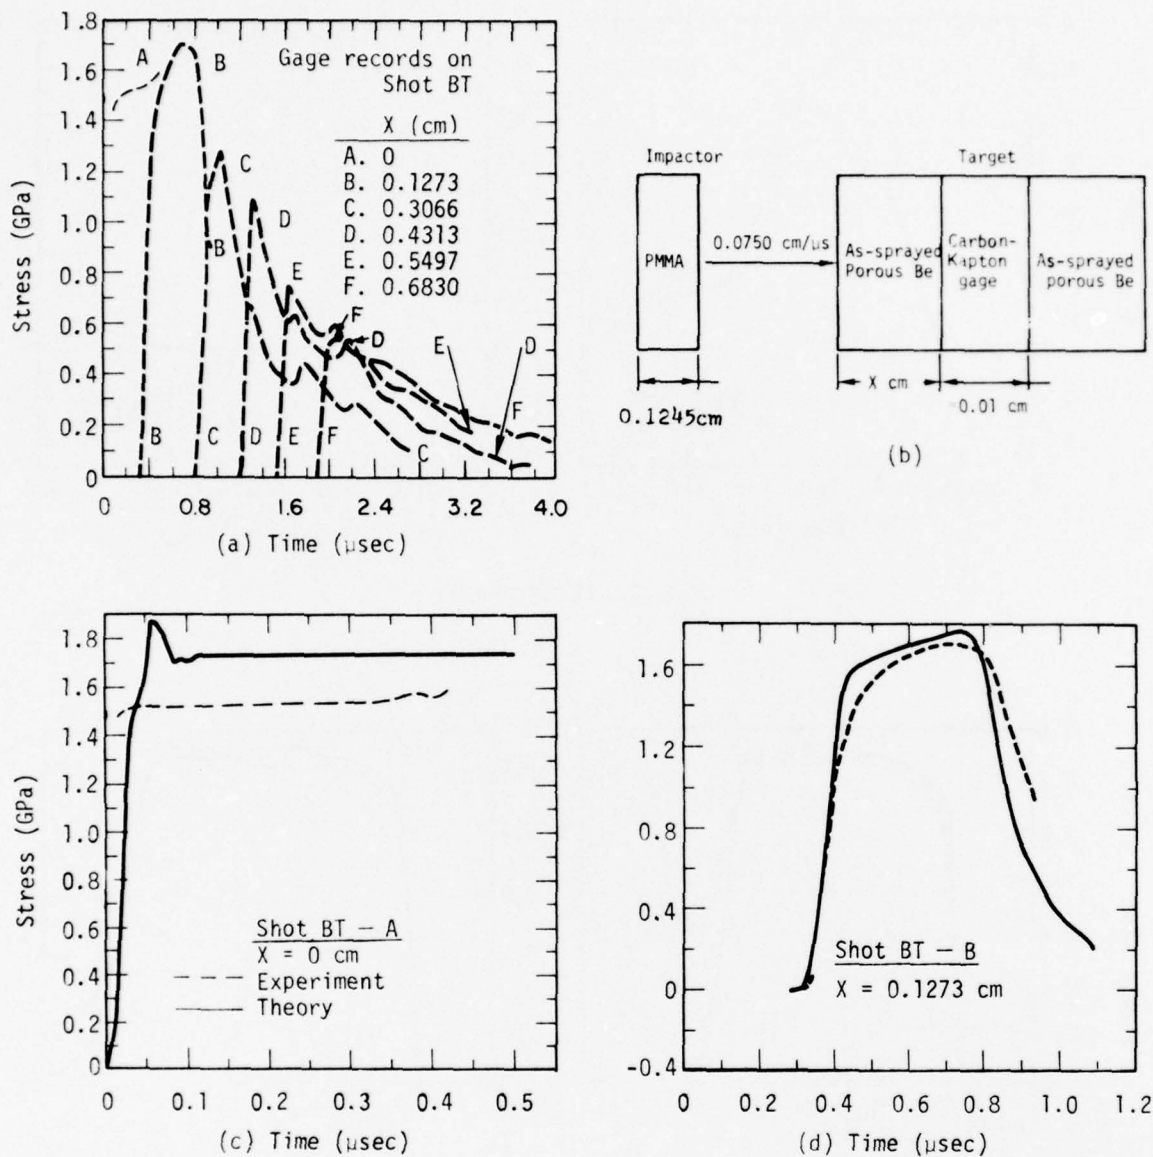 1.8
1.6
1.4
1.2
1.0
0.8
0.6
0.4
0.2
0
Stress (GPa)
A
B
Gage records on
Shot BT
X (cm)
A. 0
B. 0.1273
C. 0.3066
D. 0.4313
E. 0.5497
F. 0.6830
C
B
D
E
F
D
E
D
F
B
C
D
E
F
C
0
0.8
1.6
2.4
3.2
4.0
(a) Time (μsec)
Impactor
Target
PMMA
0.0750 cm/μs
As-sprayed
Porous Be
Carbon-
Kapton
gage
As-sprayed
porous Be
0.1245cm
X cm
0.01 cm
(b)
1.8
1.6
1.5
1.4
1.2
1.0
0.8
0.6
0.4
0.2
0
Stress (GPa)
Shot BT — A
X = 0 cm
Experiment
Theory
0
0.1
0.2
0.3
0.4
0.5
(c) Time (μsec)
1.6
1.2
0.8
0.4
0
-0.4
Shot BT — B
X = 0.1273 cm
0
0.2
0.4
0.6
0.8
1.0
1.2
(d) Time (μsec)